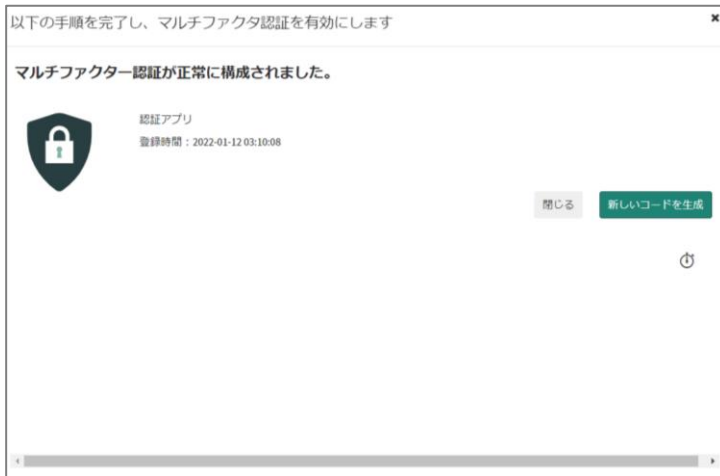 以下の手順を完了し、マルチファクタ認証を有効にします
マルチファクター認証が正常に構成されました。
認証アプリ
登録時間：2022-01-12 03:10:08
閉じる
新しいコードを生成